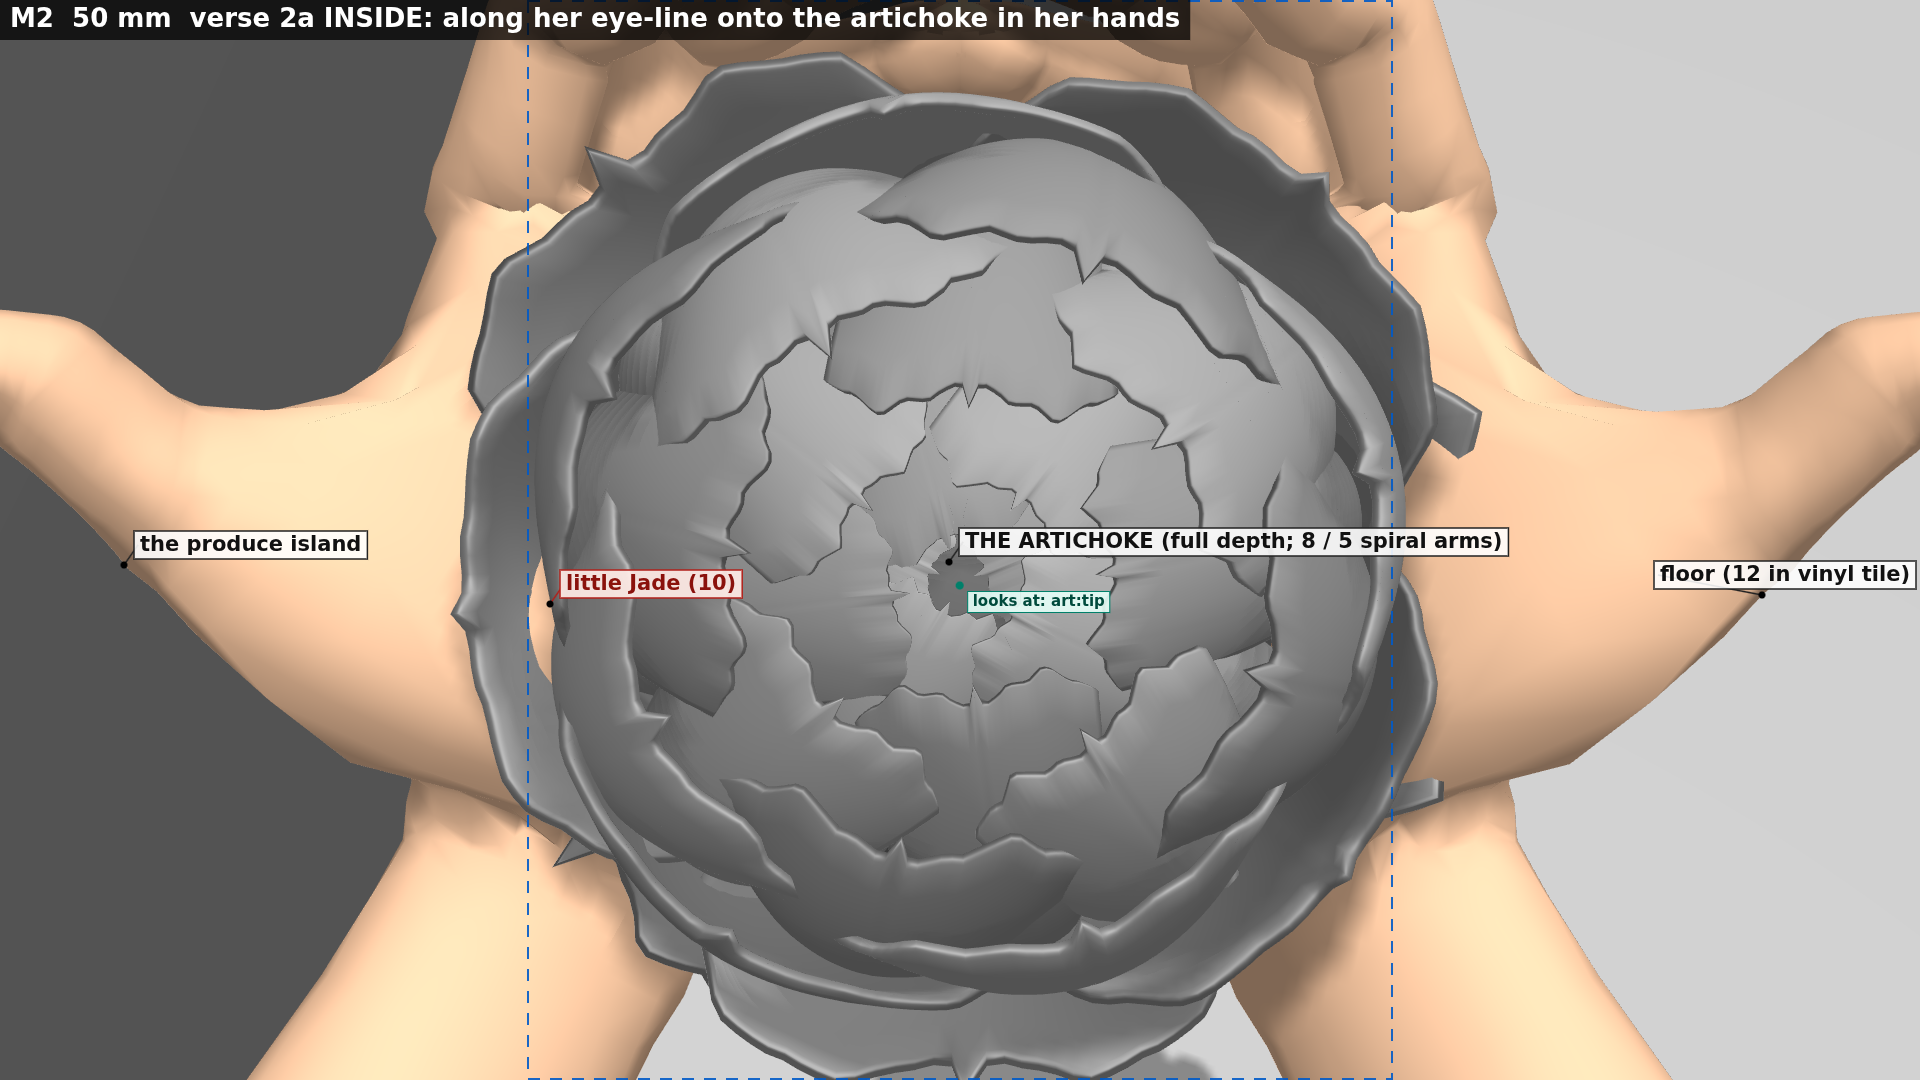 M2  50 mm  verse 2a INSIDE: along her eye-line onto the artichoke in her hands
the produce island
THE ARTICHOKE (full depth; 8 / 5 spiral arms)
floor (12 in vinyl tile)
little Jade (10)
looks at: art:tip